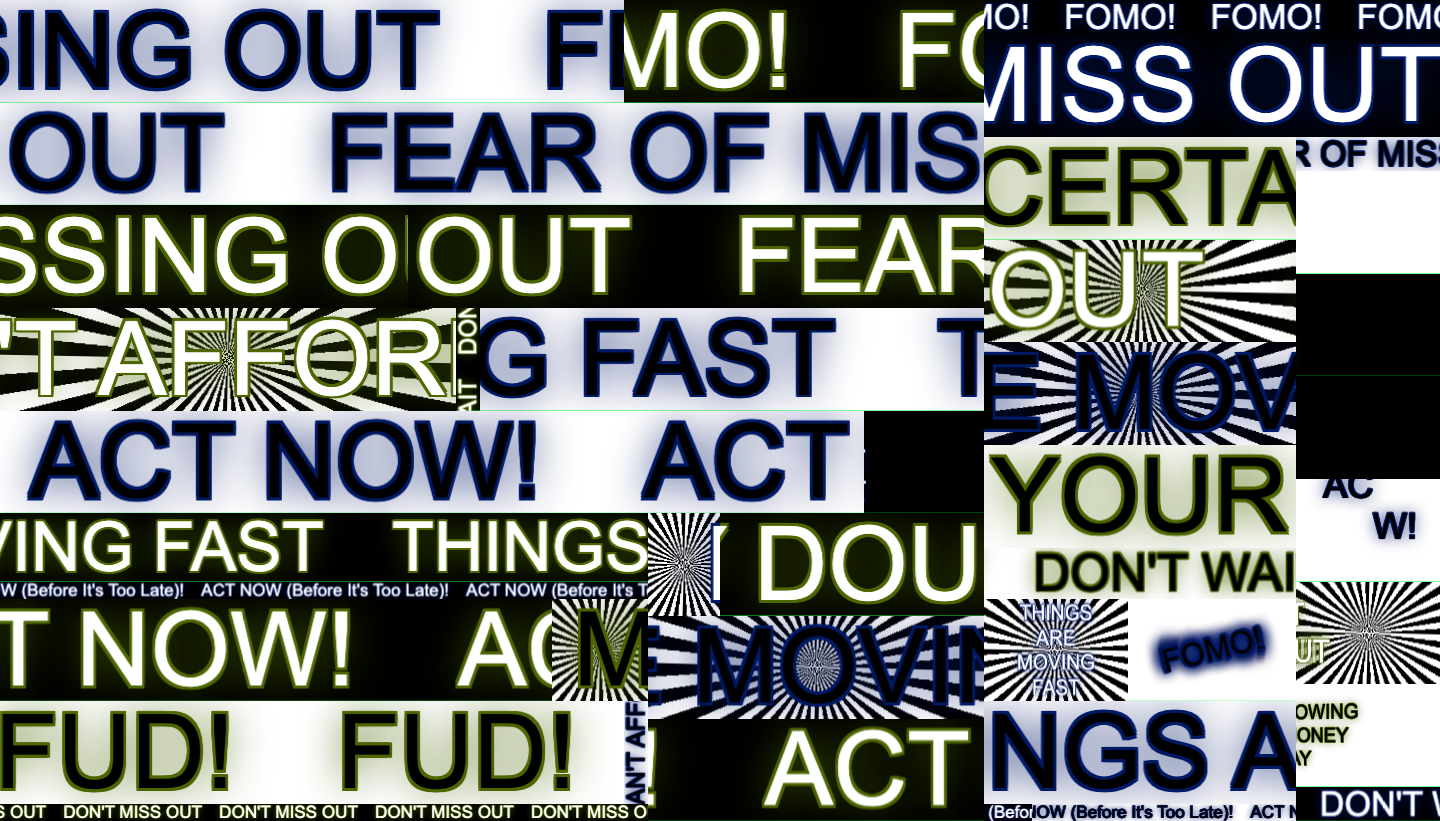 SING OUT
MO!
MO! FOMO! FOMO! FOMO
MISS OUT
OUT FEAR OF MIS
CERTA
R OF MISS
SSING O
OUT FEAR
OUT
'T AFFOR
DON
AIT
G FAST T
E MOV
ACT NOW! ACT
YOUR
AC
W!
VING FAST THINGS
DOU
DON'T WAI
OW (Before It's Too Late)! ACT NOW (Before It's Too Late)! ACT NOW (Before It's T
T NOW! AC
M
MOVIN
THINGS
ARE
MOVING
FAST
FOMO!
UT
FUD! FUD!
AN'T AFF
ACT
NGS A
OWING
ONEY
AY
S OUT DON'T MISS OUT DON'T MISS OUT DON'T MISS OUT DON'T MISS O
(Befo
NOW (Before It's Too Late)! ACT N
DON'T W